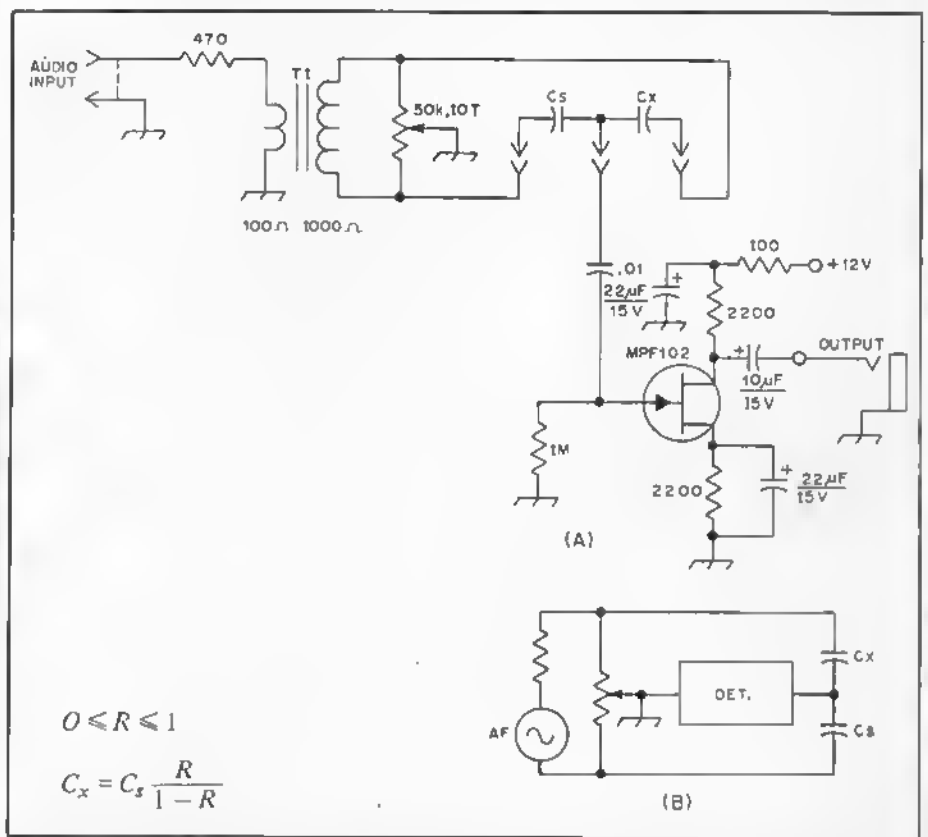 470
AUDIO
INPUT
T1
50k, 10T
Cs
Cx
100Ω 1000Ω
.01
22µF
15V
100
+12V
2200
MPF102
OUTPUT
10µF
15V
1M
2200
22µF
15V
(A)
Cx
DET.
AF
Cs
(B)
O ≤ R ≤ 1
Cx = Cs R
1 − R